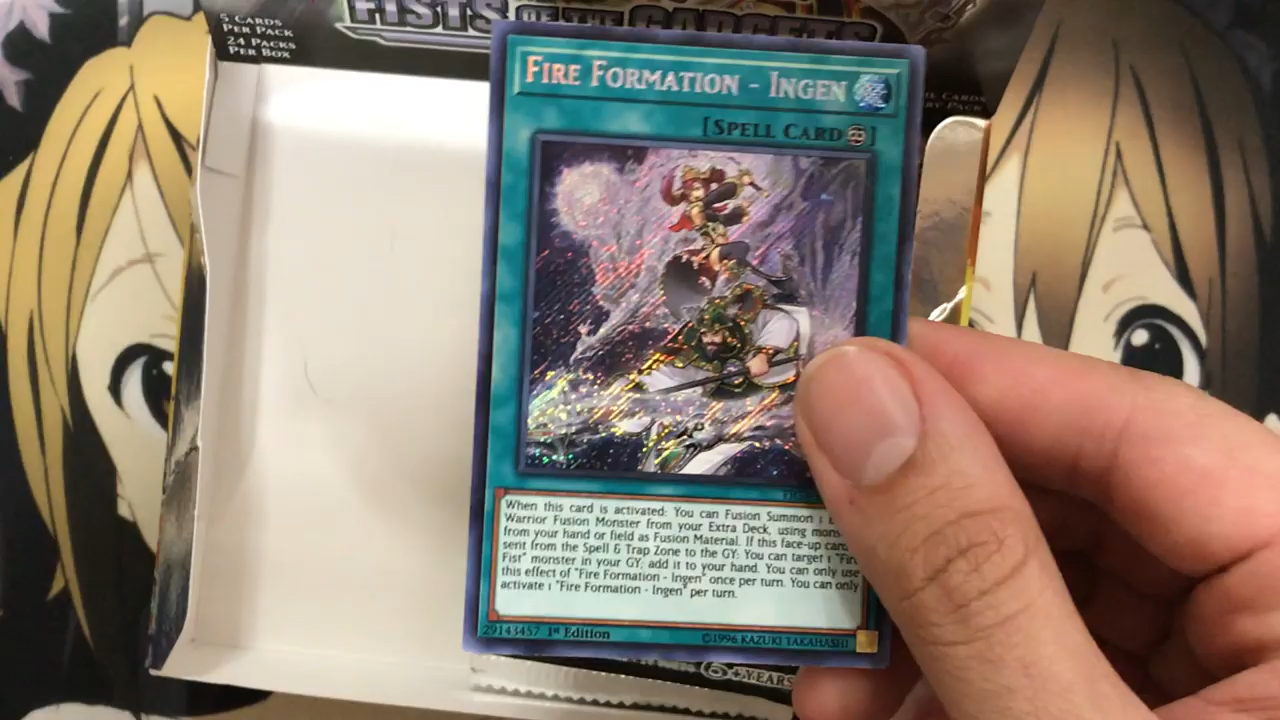 FISTS OF THE GADGETS
5 CARDS
PER PACK
24 PACKS
PER BOX
FIRE FORMATION - INGEN
[SPELL CARD]
When this card is activated: You can Fusion Summon 1
Warrior Fusion Monster from your Extra Deck, using
from your hand or field as Fusion Material. If this face-up
sent from the Spell & Trap Zone to the GY: You can target 1 "Fire
Fist" monster in your GY; add it to your hand. You can only use
this effect of "Fire Formation - Ingen" once per turn. You can only
activate 1 "Fire Formation - Ingen" per turn.
29143457 1st Edition
©1996 KAZUKI TAKAHASHI
6 +YEARS